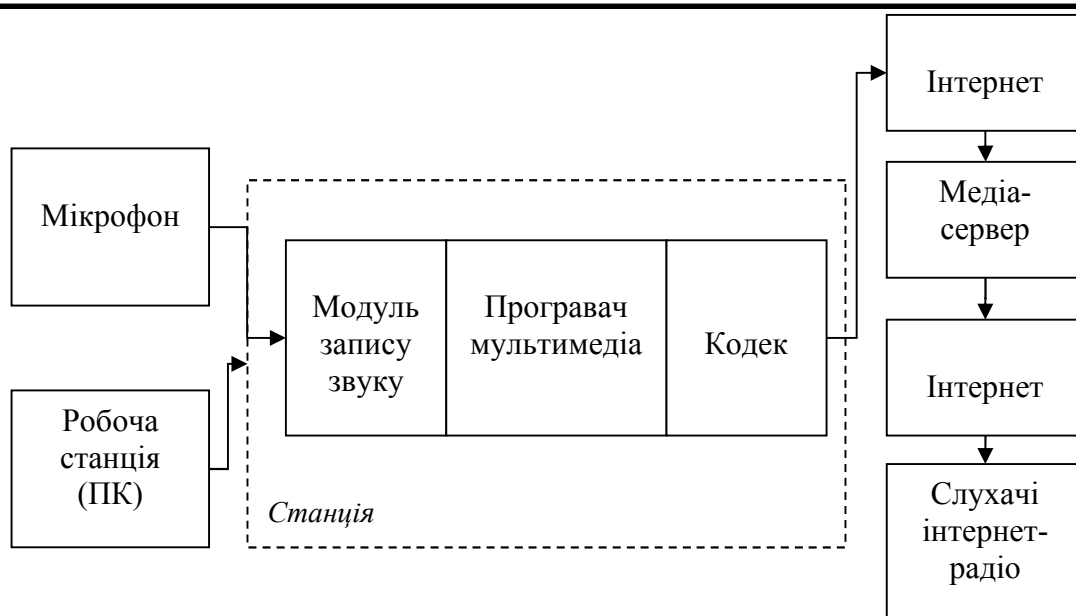 Мікрофон
Робоча
станція
(ПК)
Модуль
запису
звуку
Програвач
мультимедіа
Кодек
Станція
Інтернет
Медіа-
сервер
Інтернет
Слухачі
інтернет-
радіо